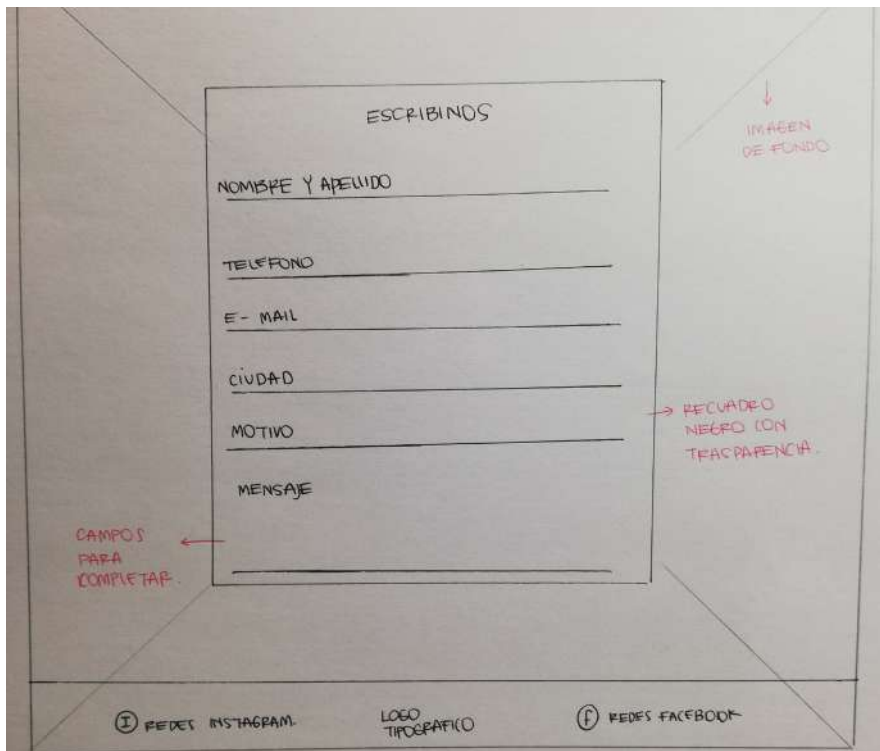 ESCRIBINOS
IMAGEN
DE FONDO
NOMBRE Y APELLIDO
TELEFONO
E- MAIL
CIUDAD
RECUADRO
NEGRO CON
TRASPARENCIA.
MOTIVO
MENSAJE
CAMPOS
PARA
COMPLETAR.
I REDES INSTAGRAM.
LOGO
TIPOGRAFICO
f REDES FACEBOOK